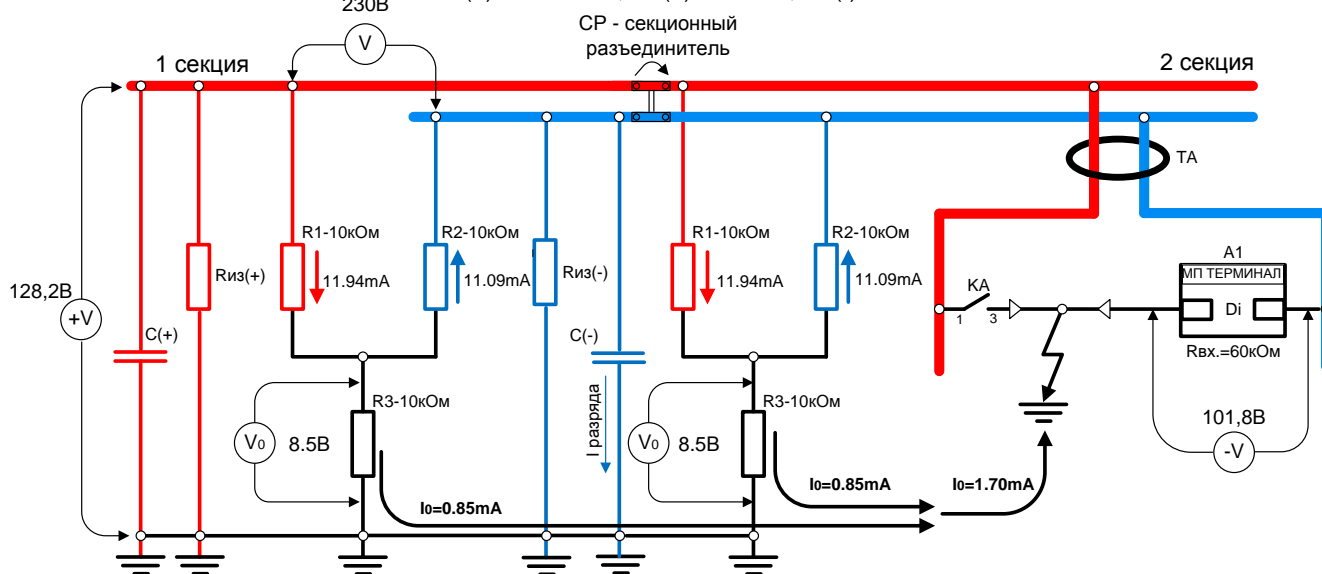 230В
V
СР - секционный
разъединитель
1 секция
2 секция
ТА
R1-10кОм
11.94mA
R2-10кОм
11.09mA
R1-10кОм
11.94mA
R2-10кОм
11.09mA
Rиз(+)
Rиз(-)
128,2В
+V
C(+)
C(-)
I разряда
КА
1
3
A1
МП ТЕРМИНАЛ
Di
Rвх.=60кОм
R3-10кОм
R3-10кОм
V0
8.5В
V0
8.5В
101,8В
-V
I0=0.85mA
I0=0.85mA
I0=1.70mA